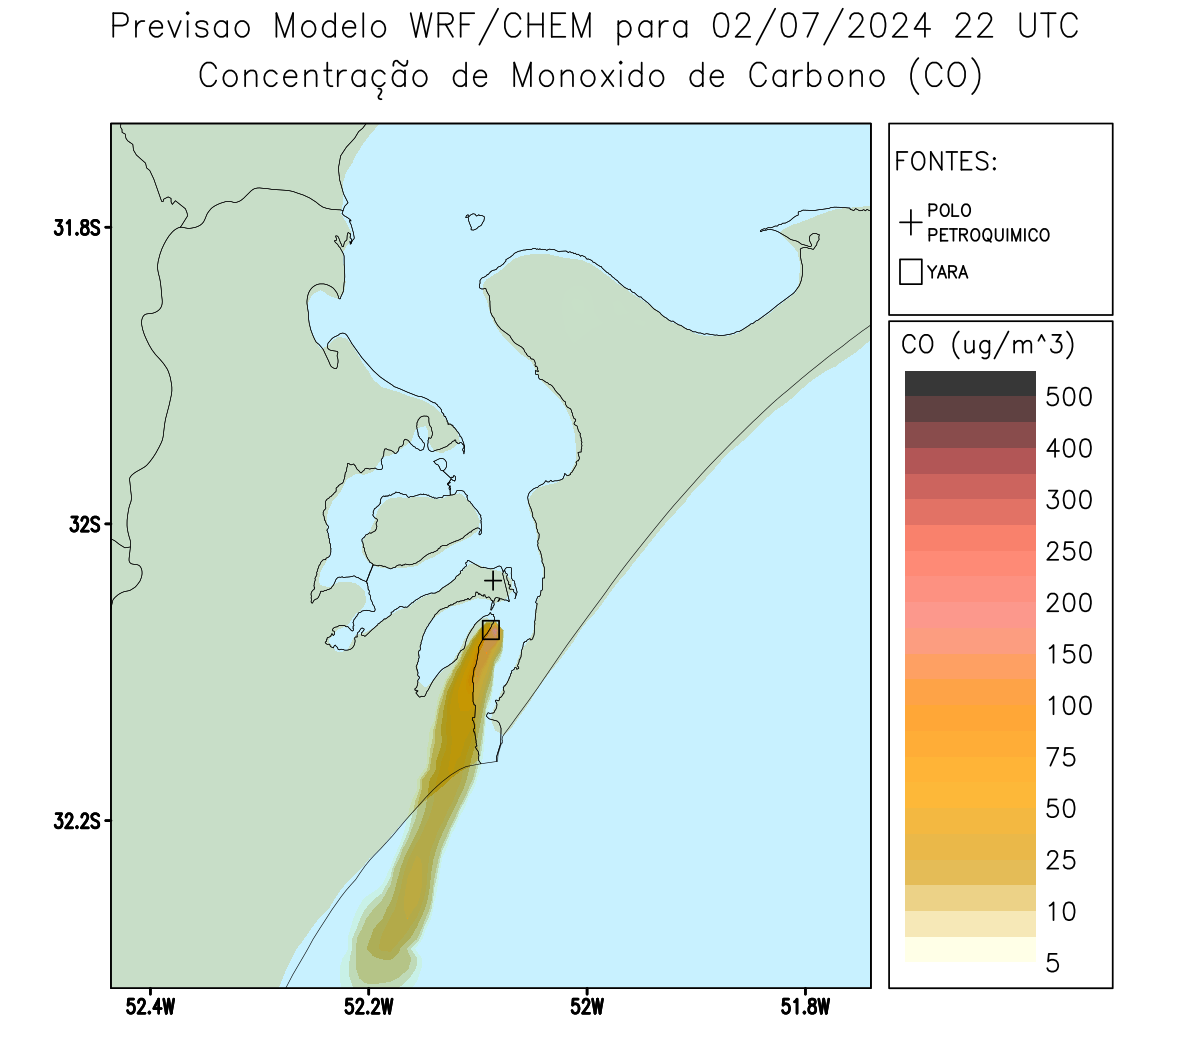 Previsao Modelo WRF/CHEM para 02/07/2024 22 UTC
Concentração de Monoxido de Carbono (CO)
FONTES:
POLO
PETROQUIMICO
YARA
CO (ug/m^3)
500
400
300
250
200
150
100
75
50
25
10
5
31.8S
32S
32.2S
52.4W
52.2W
52W
51.8W